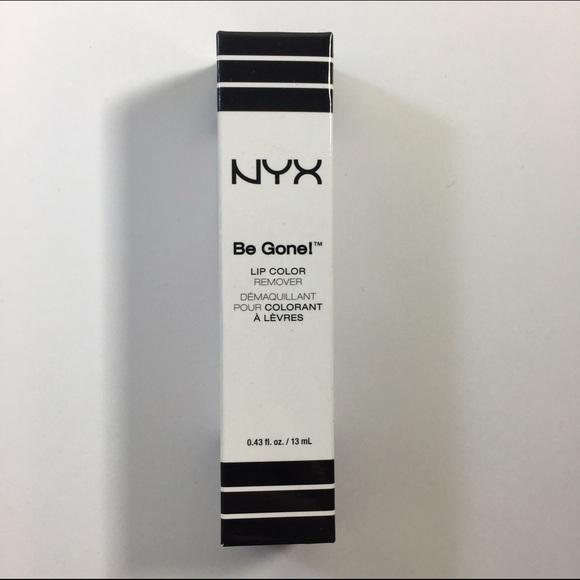 NYX
Be Gone!™
LIP COLOR
REMOVER
DÉMAQUILLANT
POUR COLORANT
À LÈVRES
0.43 fl. oz. / 13 mL